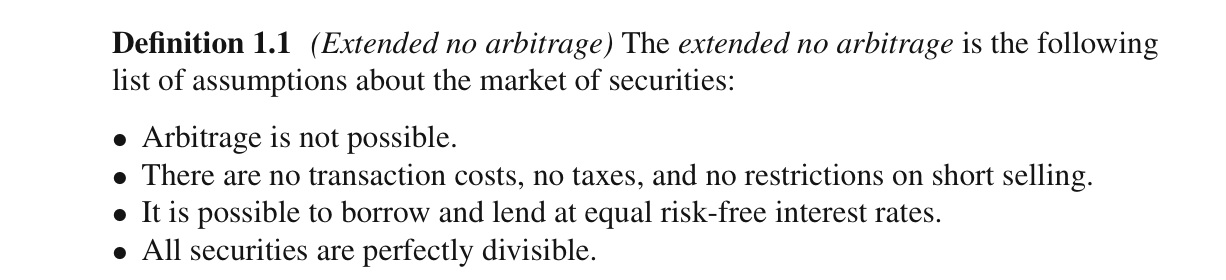 Definition 1.1 (Extended no arbitrage) The extended no arbitrage is the following
list of assumptions about the market of securities:
• Arbitrage is not possible.
• There are no transaction costs, no taxes, and no restrictions on short selling.
• It is possible to borrow and lend at equal risk-free interest rates.
• All securities are perfectly divisible.